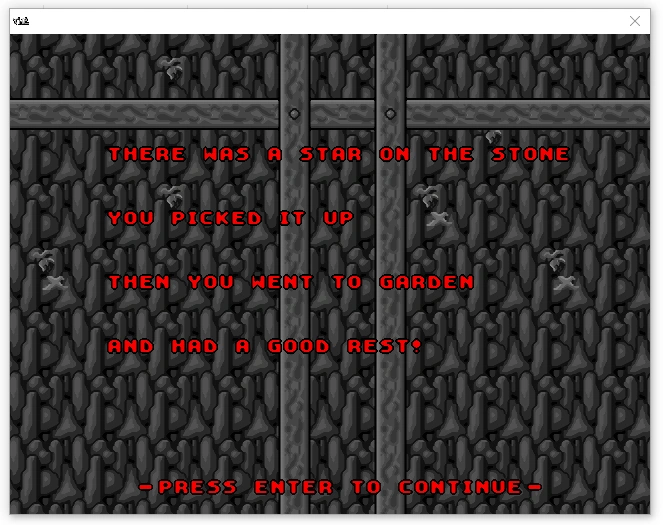 THERE WAS A STAR ON THE STONE
YOU PICKED IT UP
THEN YOU WENT TO GARDEN
AND HAD A GOOD REST!
-PRESS ENTER TO CONTINUE-